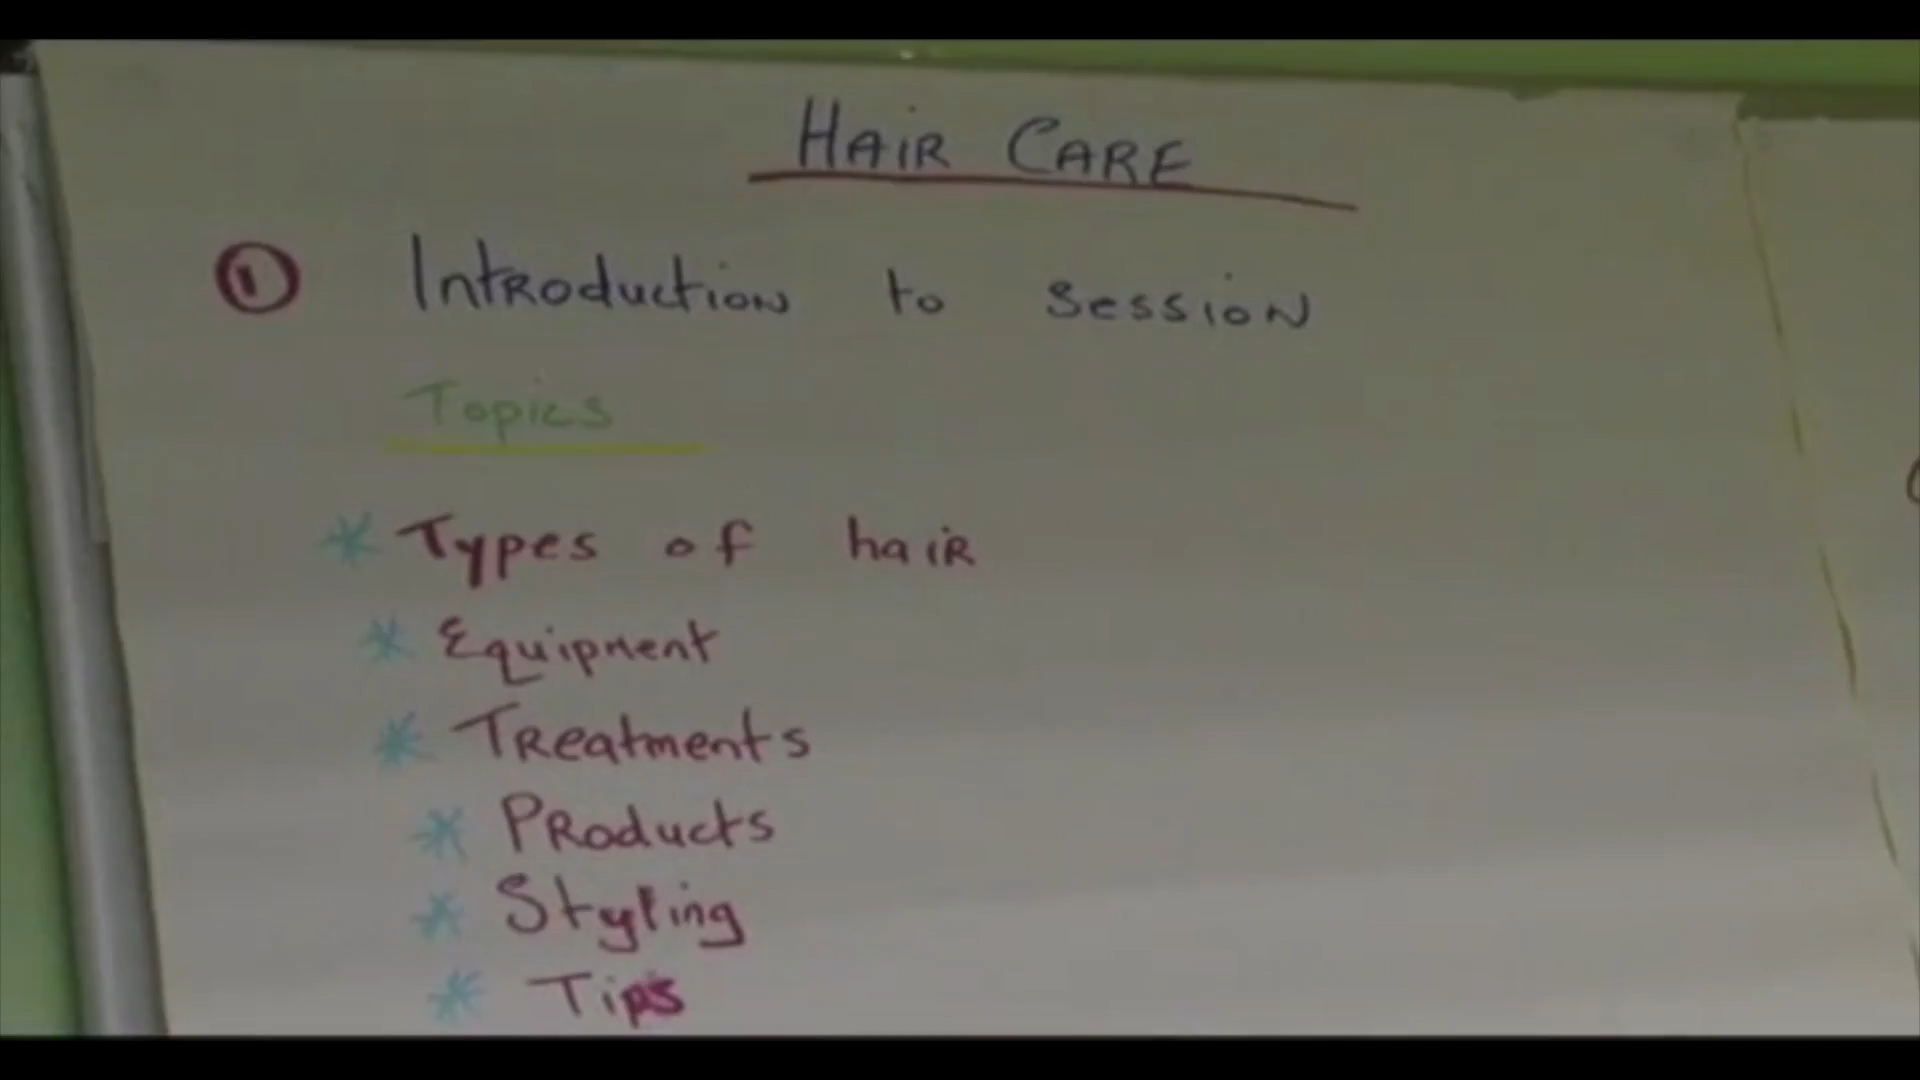 HAIR CARE
① Introduction to session
Topics
* Types of hair
* Equipment
* Treatments
* Products
* Styling
* Tips